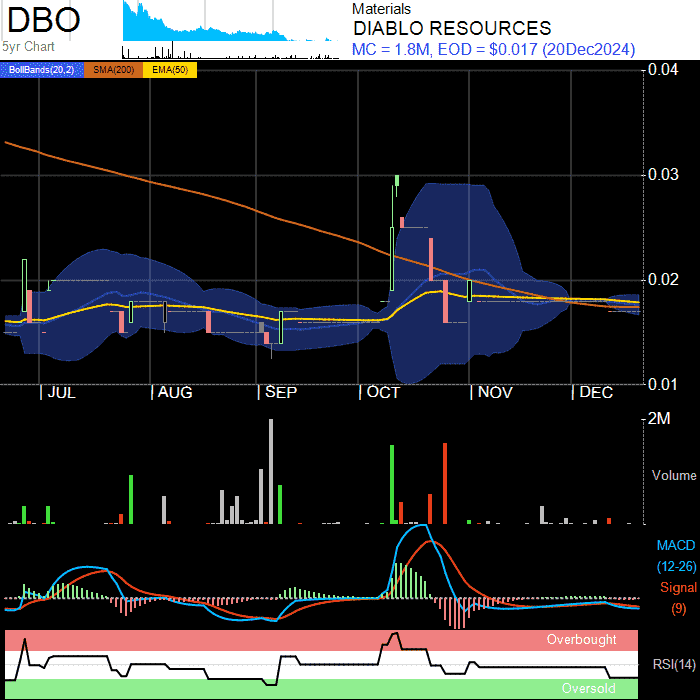 DBO
5yr Chart
Materials
DIABLO RESOURCES
MC = 1.8M, EOD = $0.017 (20Dec2024)
BollBands(20,2) SMA(200) EMA(50)
0.04
0.03
0.02
0.01
JUL AUG SEP OCT NOV DEC
2M
Volume
MACD
(12-26)
Signal
(9)
Overbought
RSI(14)
Oversold